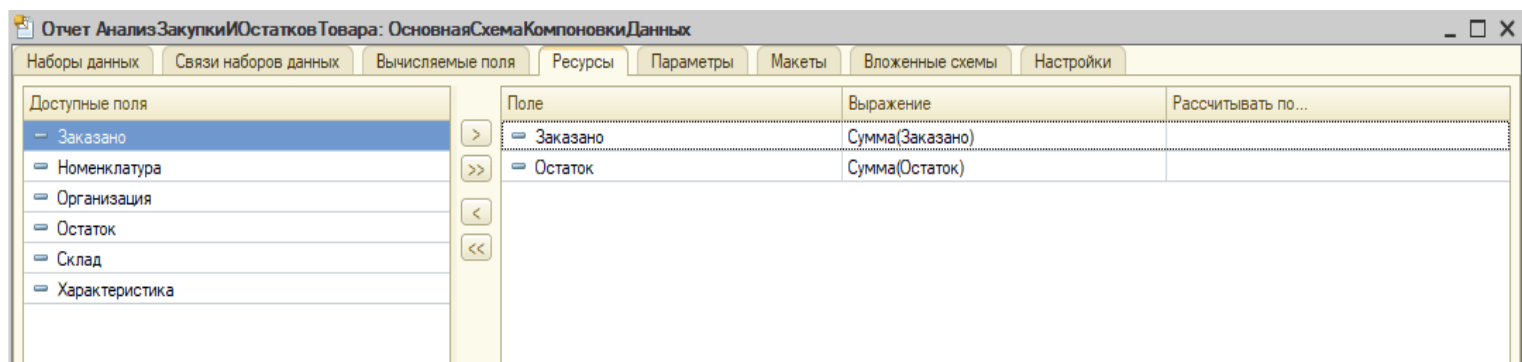 Отчет АнализЗакупкиИОстатковТовара: ОсновнаяСхемаКомпоновкиДанных
Наборы данных Связи наборов данных Вычисляемые поля Ресурсы Параметры Макеты Вложенные схемы Настройки
Доступные поля Поле Выражение Рассчитывать по...
Заказано > Заказано Сумма(Заказано)
Номенклатура >> Остаток Сумма(Остаток)
Организация
Остаток <
Склад <<
Характеристика